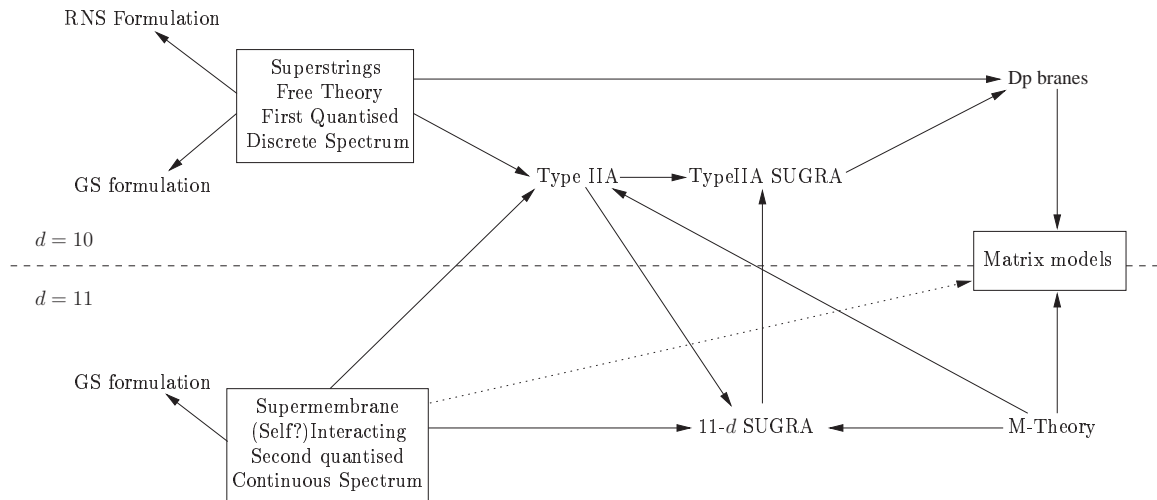 RNS Formulation
Superstrings
Free Theory
First Quantised
Discrete Spectrum
Dp branes
GS formulation
Type IIA
TypeIIA SUGRA
d = 10
Matrix models
d = 11
GS formulation
Supermembrane
(Self?)Interacting
Second quantised
Continuous Spectrum
11-d SUGRA
M-Theory